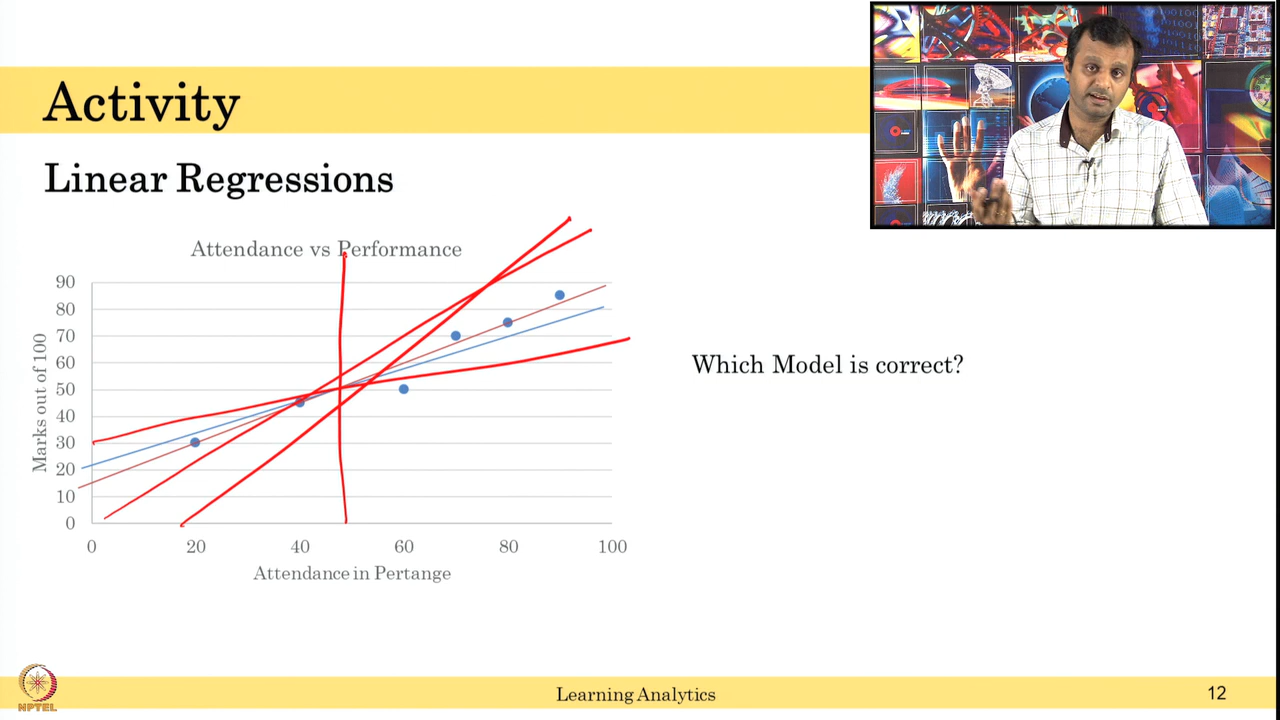 Activity
Linear Regressions
Attendance vs Performance
90
80
70
60
50
40
30
20
10
0
Marks out of 100
0 20 40 60 80 100
Attendance in Pertange
Which Model is correct?
NPTEL
Learning Analytics
12